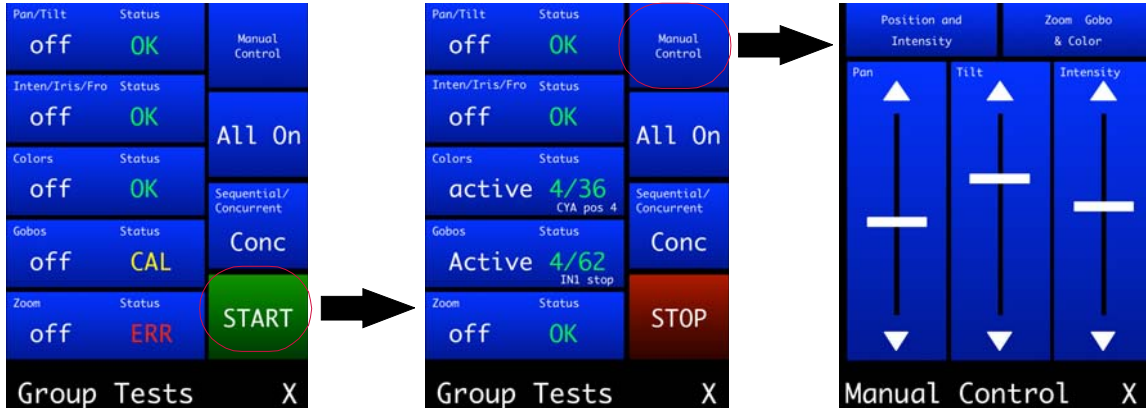 Pan/Tilt Status
off OK
Manual
Control
Inten/Iris/Fro Status
off OK
All On
Colors Status
off OK
Sequential/
Concurrent
Conc
Gobos Status
off CAL
Zoom Status
off ERR
START
Group Tests X
Pan/Tilt Status
off OK
Manual
Control
Inten/Iris/Fro Status
off OK
All On
Colors Status
active 4/36
CYA pos 4
Sequential/
Concurrent
Conc
Gobos Status
Active 4/62
IN1 stop
Zoom Status
off OK
STOP
Group Tests X
Position and
Intensity
Zoom Gobo
& Color
Pan Tilt Intensity
Manual Control X